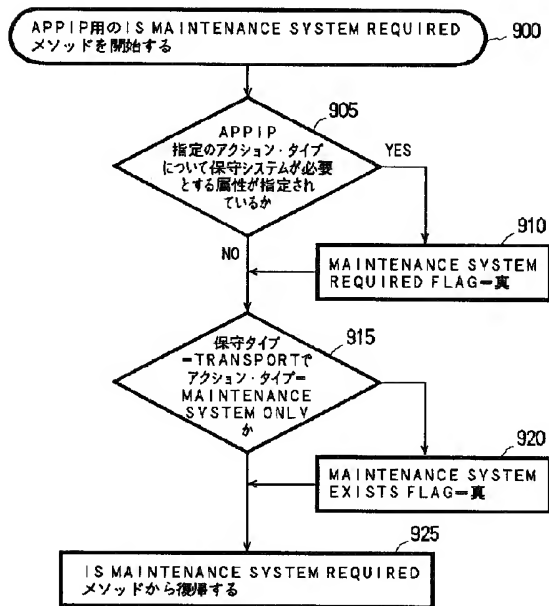 APPIP用のIS MAINTENANCE SYSTEM REQUIRED
メソッドを開始する
900
905
APPIP
指定のアクション・タイプ
について保守システムが必要
とする属性が指定され
ているか
YES
910
NO
MAINTENANCE SYSTEM
REQUIRED FLAG=真
915
保守タイプ
=TRANSPORTで
アクション・タイプ=
MAINTENANCE
SYSTEM ONLY
か
920
MAINTENANCE SYSTEM
EXISTS FLAG=真
925
IS MAINTENANCE SYSTEM REQUIRED
メソッドから復帰する